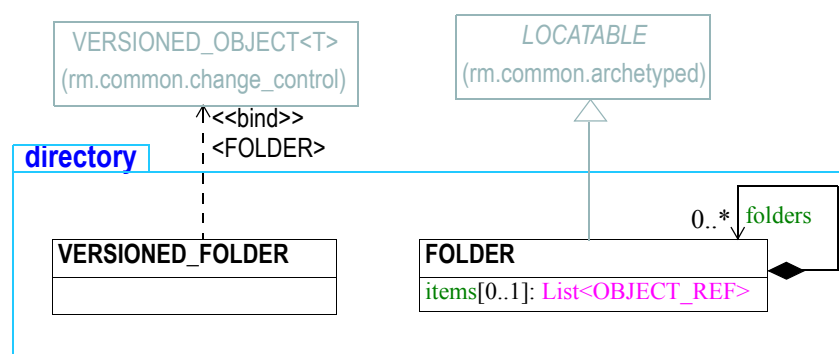 VERSIONED_OBJECT<T>
(rm.common.change_control)
LOCATABLE
(rm.common.archetyped)
<<bind>>
<FOLDER>
directory
0..* folders
VERSIONED_FOLDER
FOLDER
items[0..1]: List<OBJECT_REF>